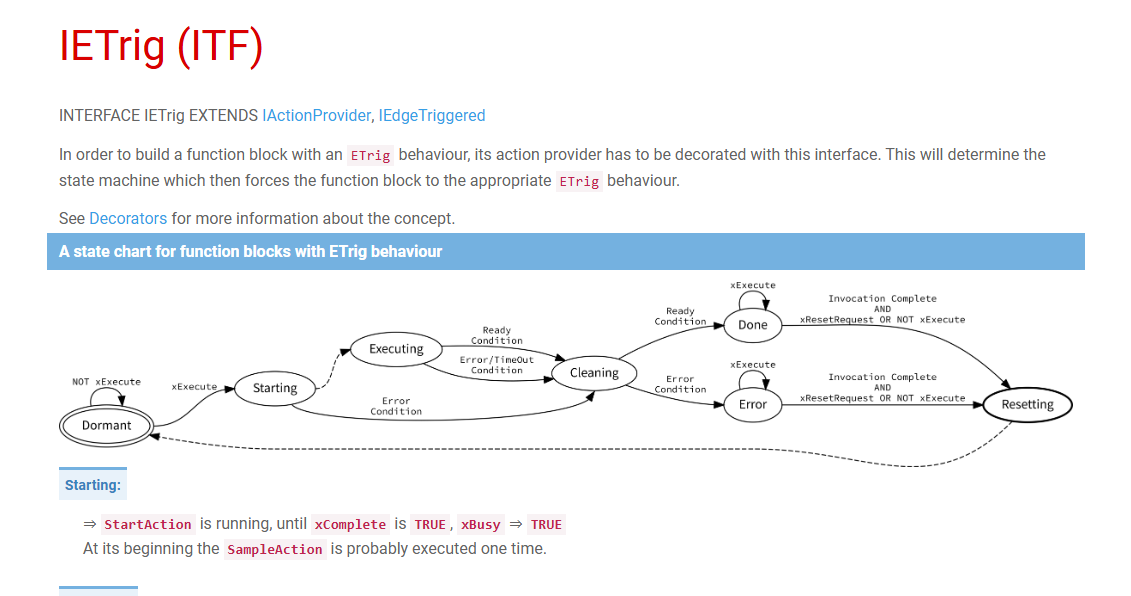 IETrig (ITF)
INTERFACE IETrig EXTENDS IActionProvider, IEdgeTriggered
In order to build a function block with an ETrig behaviour, its action provider has to be decorated with this interface. This will determine the
state machine which then forces the function block to the appropriate ETrig behaviour.
See Decorators for more information about the concept.
A state chart for function blocks with ETrig behaviour
NOT xExecute
Dormant
xExecute
Starting
Executing
Ready
Condition
Error/TimeOut
Condition
Error
Condition
Cleaning
Ready
Condition
Error
Condition
xExecute
Done
xExecute
Error
Invocation Complete
AND
xResetRequest OR NOT xExecute
Invocation Complete
AND
xResetRequest OR NOT xExecute
Resetting
Starting:
⇒ StartAction is running, until xComplete is TRUE, xBusy ⇒ TRUE
At its beginning the SampleAction is probably executed one time.